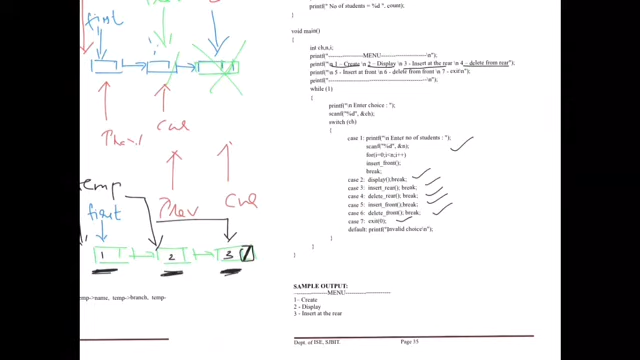 first
Prev
cur
Prev
cur
temp
first
1
2
3
temp->name, temp->branch, temp-
printf(" No of students = %d ", count);
}
void main()
{
int ch,n,i;
printf("--------------------MENU--------------------\n");
printf("\n 1 - Create \n 2 - Display \n 3 - Insert at the rear \n 4 - delete from rear");
printf("\n 5 - Insert at front \n 6 - delete from front \n 7 - exit\n");
printf("------------------------------------------\n");
while (1)
{
printf("\n Enter choice : ");
scanf("%d", &ch);
switch (ch)
{
case 1: printf("\n Enter no of students : ");
scanf("%d", &n);
for(i=0;i<n;i++)
insert_front();
break;
case 2: display();break;
case 3: insert_rear(); break;
case 4: delete_rear(); break;
case 5: insert_front();break;
case 6: delete_front(); break;
case 7: exit(0);
default: printf("Invalid choice\n");
}
}
}
SAMPLE OUTPUT:
--------------------MENU--------------------
1 - Create
2 - Display
3 - Insert at the rear
Dept. of ISE, SJBIT
Page 35